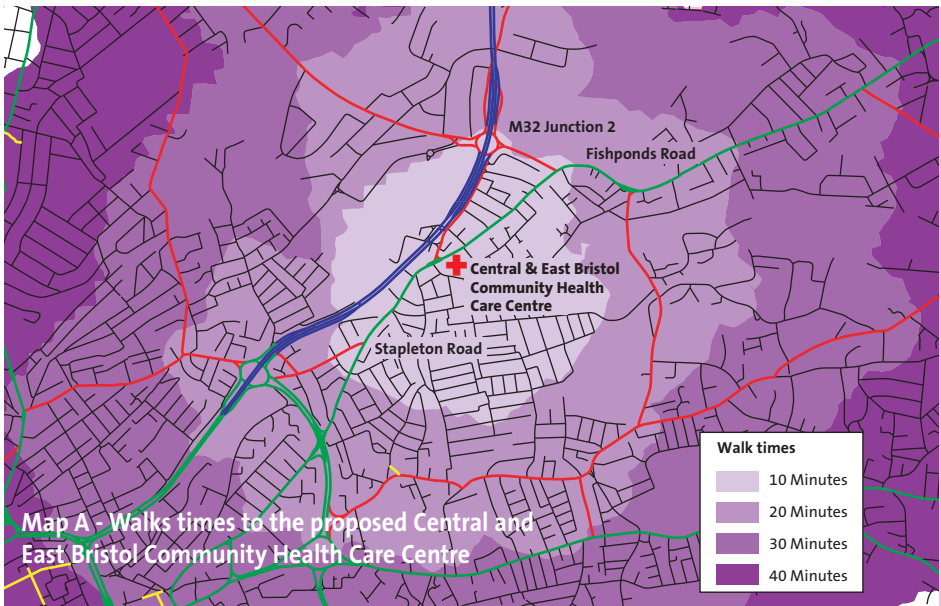 M32 Junction 2
Fishponds Road
Central & East Bristol
Community Health
Care Centre
Stapleton Road
Walk times
10 Minutes
20 Minutes
30 Minutes
40 Minutes
Map A - Walks times to the proposed Central and
East Bristol Community Health Care Centre